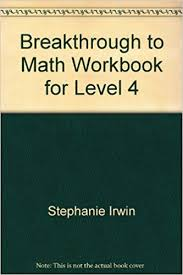 Breakthrough to
Math Workbook
for Level 4
Stephanie Irwin
Note: This is not the actual book cover